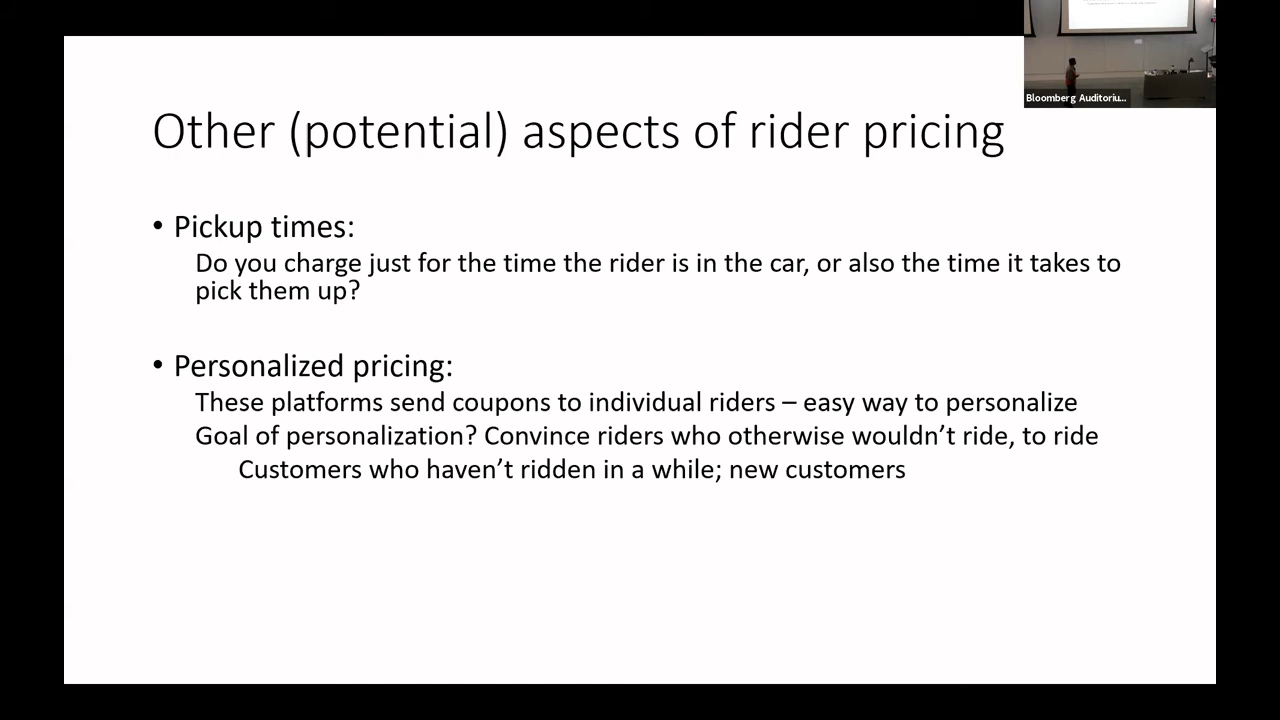 Bloomberg Auditoriu...
Other (potential) aspects of rider pricing
• Pickup times:
Do you charge just for the time the rider is in the car, or also the time it takes to
pick them up?
• Personalized pricing:
These platforms send coupons to individual riders – easy way to personalize
Goal of personalization? Convince riders who otherwise wouldn’t ride, to ride
Customers who haven’t ridden in a while; new customers